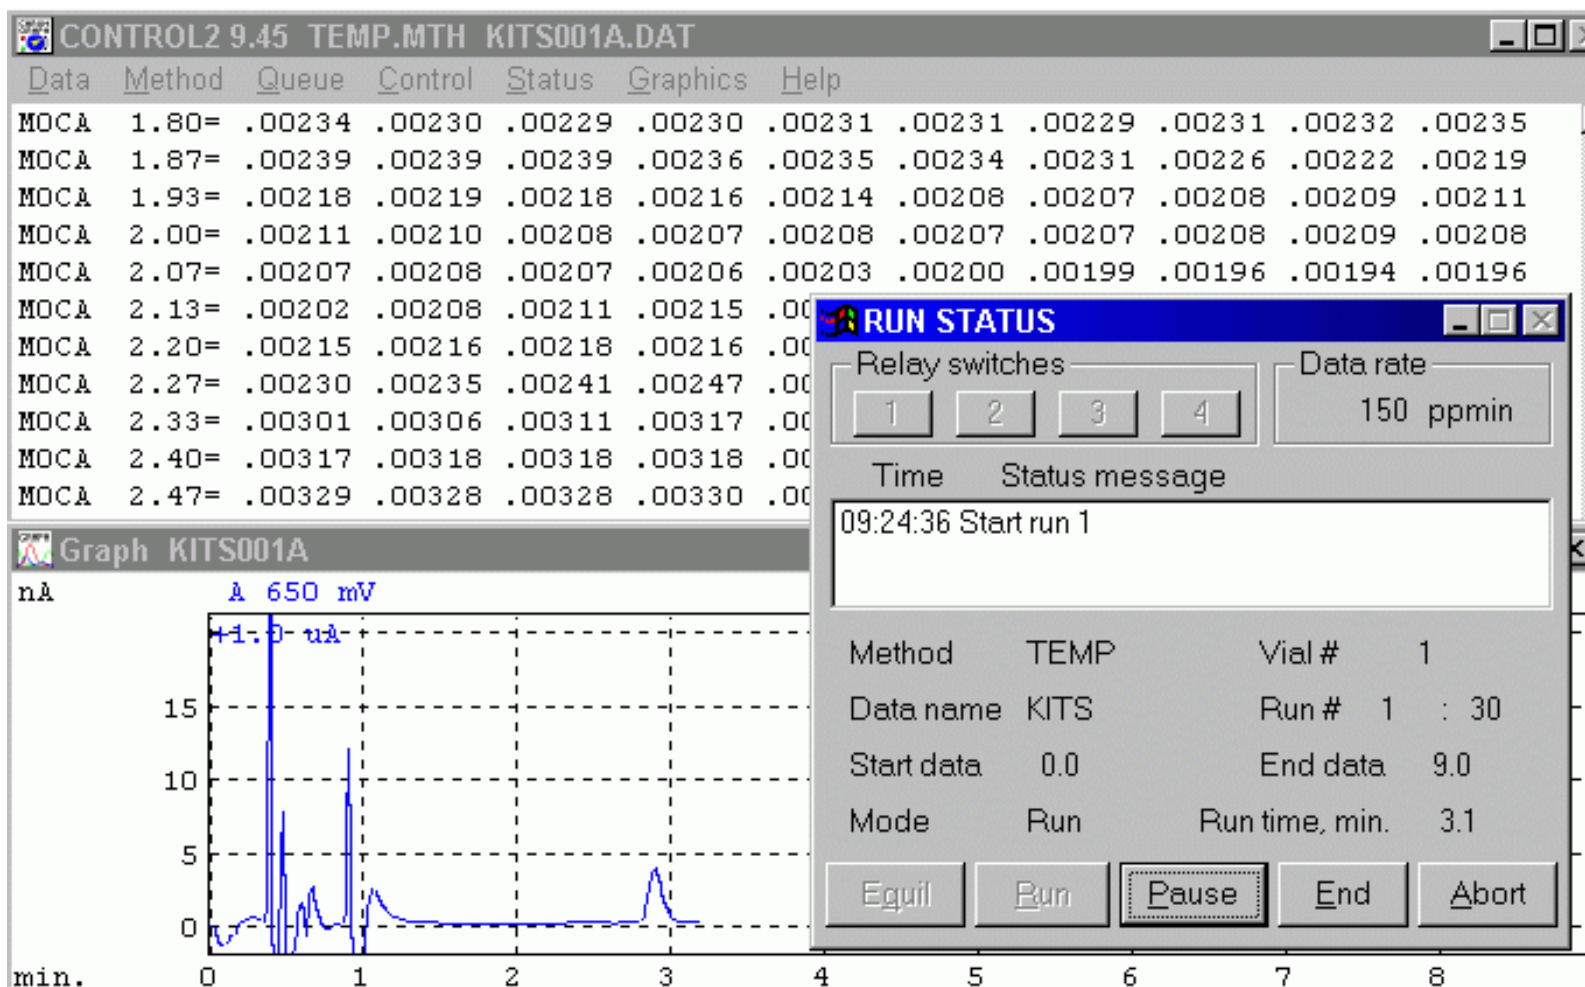 CONTROL2 9.45 TEMP.MTH KITS001A.DAT
Data Method Queue Control Status Graphics Help
MOCA 1.80= .00234 .00230 .00229 .00230 .00231 .00231 .00229 .00231 .00232 .00235
MOCA 1.87= .00239 .00239 .00239 .00236 .00235 .00234 .00231 .00226 .00222 .00219
MOCA 1.93= .00218 .00219 .00218 .00216 .00214 .00208 .00207 .00208 .00209 .00211
MOCA 2.00= .00211 .00210 .00208 .00207 .00208 .00207 .00207 .00208 .00209 .00208
MOCA 2.07= .00207 .00208 .00207 .00206 .00203 .00200 .00199 .00196 .00194 .00196
MOCA 2.13= .00202 .00208 .00211 .00215 .00
MOCA 2.20= .00215 .00216 .00218 .00216 .00
MOCA 2.27= .00230 .00235 .00241 .00247 .00
MOCA 2.33= .00301 .00306 .00311 .00317 .00
MOCA 2.40= .00317 .00318 .00318 .00318 .00
MOCA 2.47= .00329 .00328 .00328 .00330 .00
RUN STATUS
Relay switches Data rate
1 2 3 4 150 ppmin
Time Status message
09:24:36 Start run 1
Method TEMP Vial # 1
Data name KITS Run # 1 : 30
Start data 0.0 End data 9.0
Mode Run Run time, min. 3.1
Equil Run Pause End Abort
Graph KITS001A
nA A 650 mV
+1.0 uA
15
10
5
0
min. 0 1 2 3 4 5 6 7 8